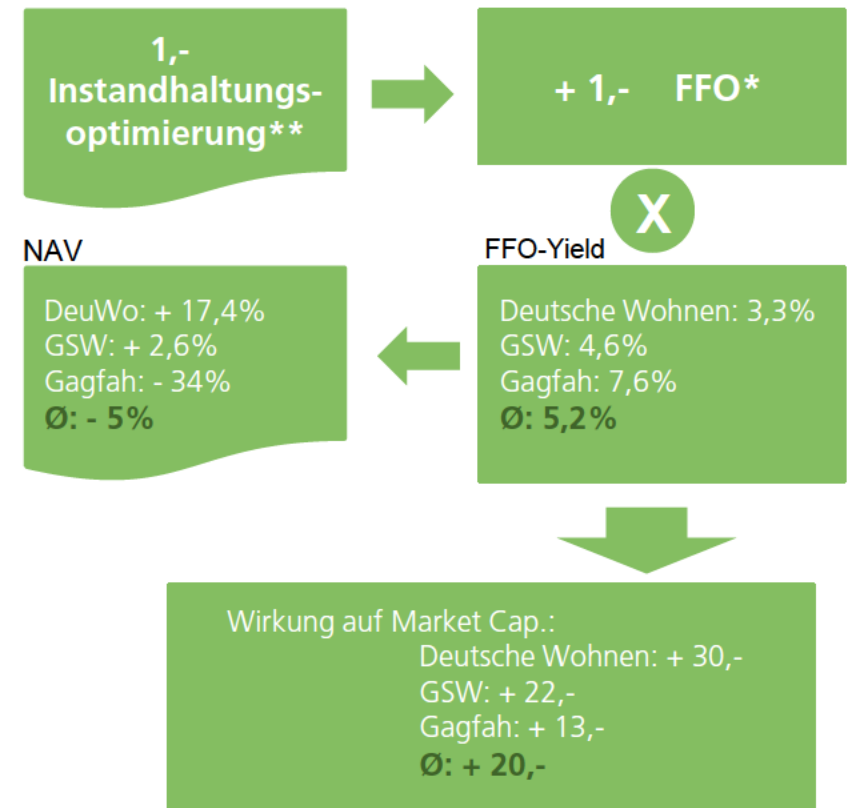 1,-
Instandhaltungs-
optimierung**
+ 1,- FFO*
X
NAV
DeuWo: + 17,4%
GSW: + 2,6%
Gagfah: - 34%
Ø: - 5%
FFO-Yield
Deutsche Wohnen: 3,3%
GSW: 4,6%
Gagfah: 7,6%
Ø: 5,2%
Wirkung auf Market Cap.:
Deutsche Wohnen: + 30,-
GSW: + 22,-
Gagfah: + 13,-
Ø: + 20,-